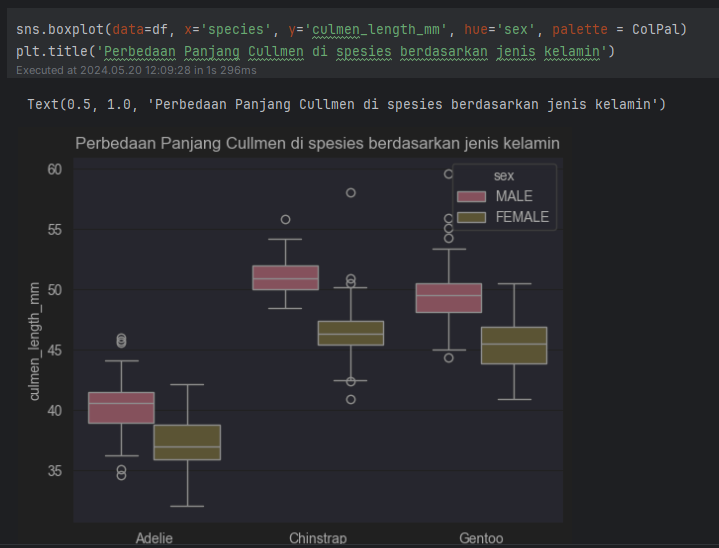 sns.boxplot(data=df, x='species', y='culmen_length_mm', hue='sex', palette = ColPal)
plt.title('Perbedaan Panjang Cullmen di spesies berdasarkan jenis kelamin')
Executed at 2024.05.20 12:09:28 in 1s 296ms
Text(0.5, 1.0, 'Perbedaan Panjang Cullmen di spesies berdasarkan jenis kelamin')
Perbedaan Panjang Cullmen di spesies berdasarkan jenis kelamin
60
55
50
45
40
35
culmen_length_mm
sex
MALE
FEMALE
Adelie
Chinstrap
Gentoo